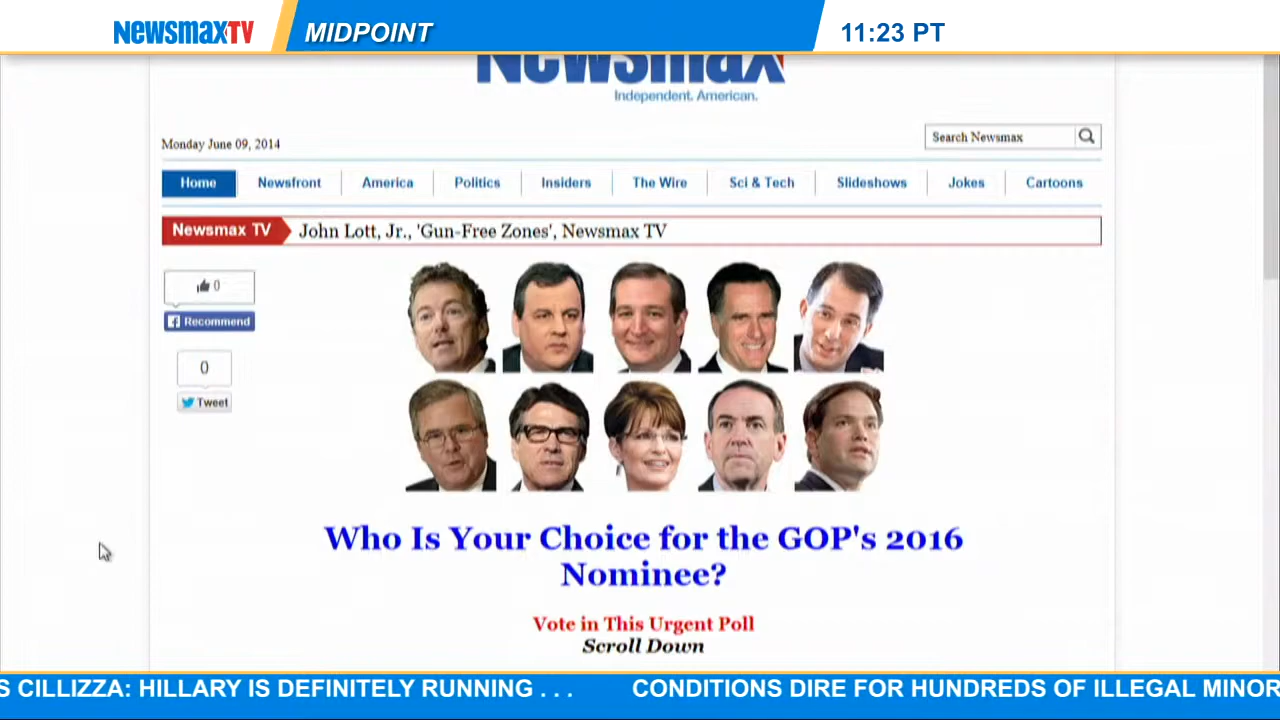 NEWSMAXTV
MIDPOINT
11:23 PT
Newsmax
Independent. American.
Monday June 09, 2014
Search Newsmax
Home Newsfront America Politics Insiders The Wire Sci & Tech Slideshows Jokes Cartoons
Newsmax TV John Lott, Jr., 'Gun-Free Zones', Newsmax TV
0
Recommend
0
Tweet
Who Is Your Choice for the GOP's 2016
Nominee?
Vote in This Urgent Poll
Scroll Down
S CILLIZZA: HILLARY IS DEFINITELY RUNNING . . . CONDITIONS DIRE FOR HUNDREDS OF ILLEGAL MINOR